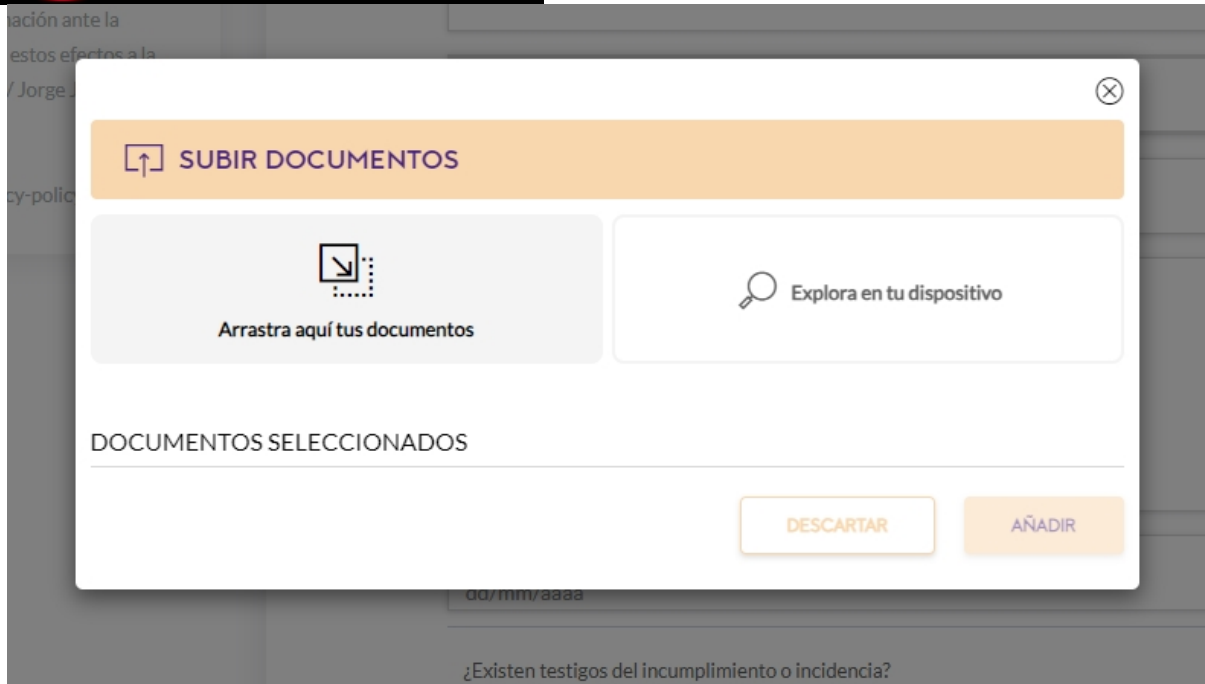 nación ante la
estos efectos a la
/ Jorge J
cy-polic
SUBIR DOCUMENTOS
Arrastra aquí tus documentos
Explora en tu dispositivo
DOCUMENTOS SELECCIONADOS
DESCARTAR
AÑADIR
dd/mm/aaaa
¿Existen testigos del incumplimiento o incidencia?